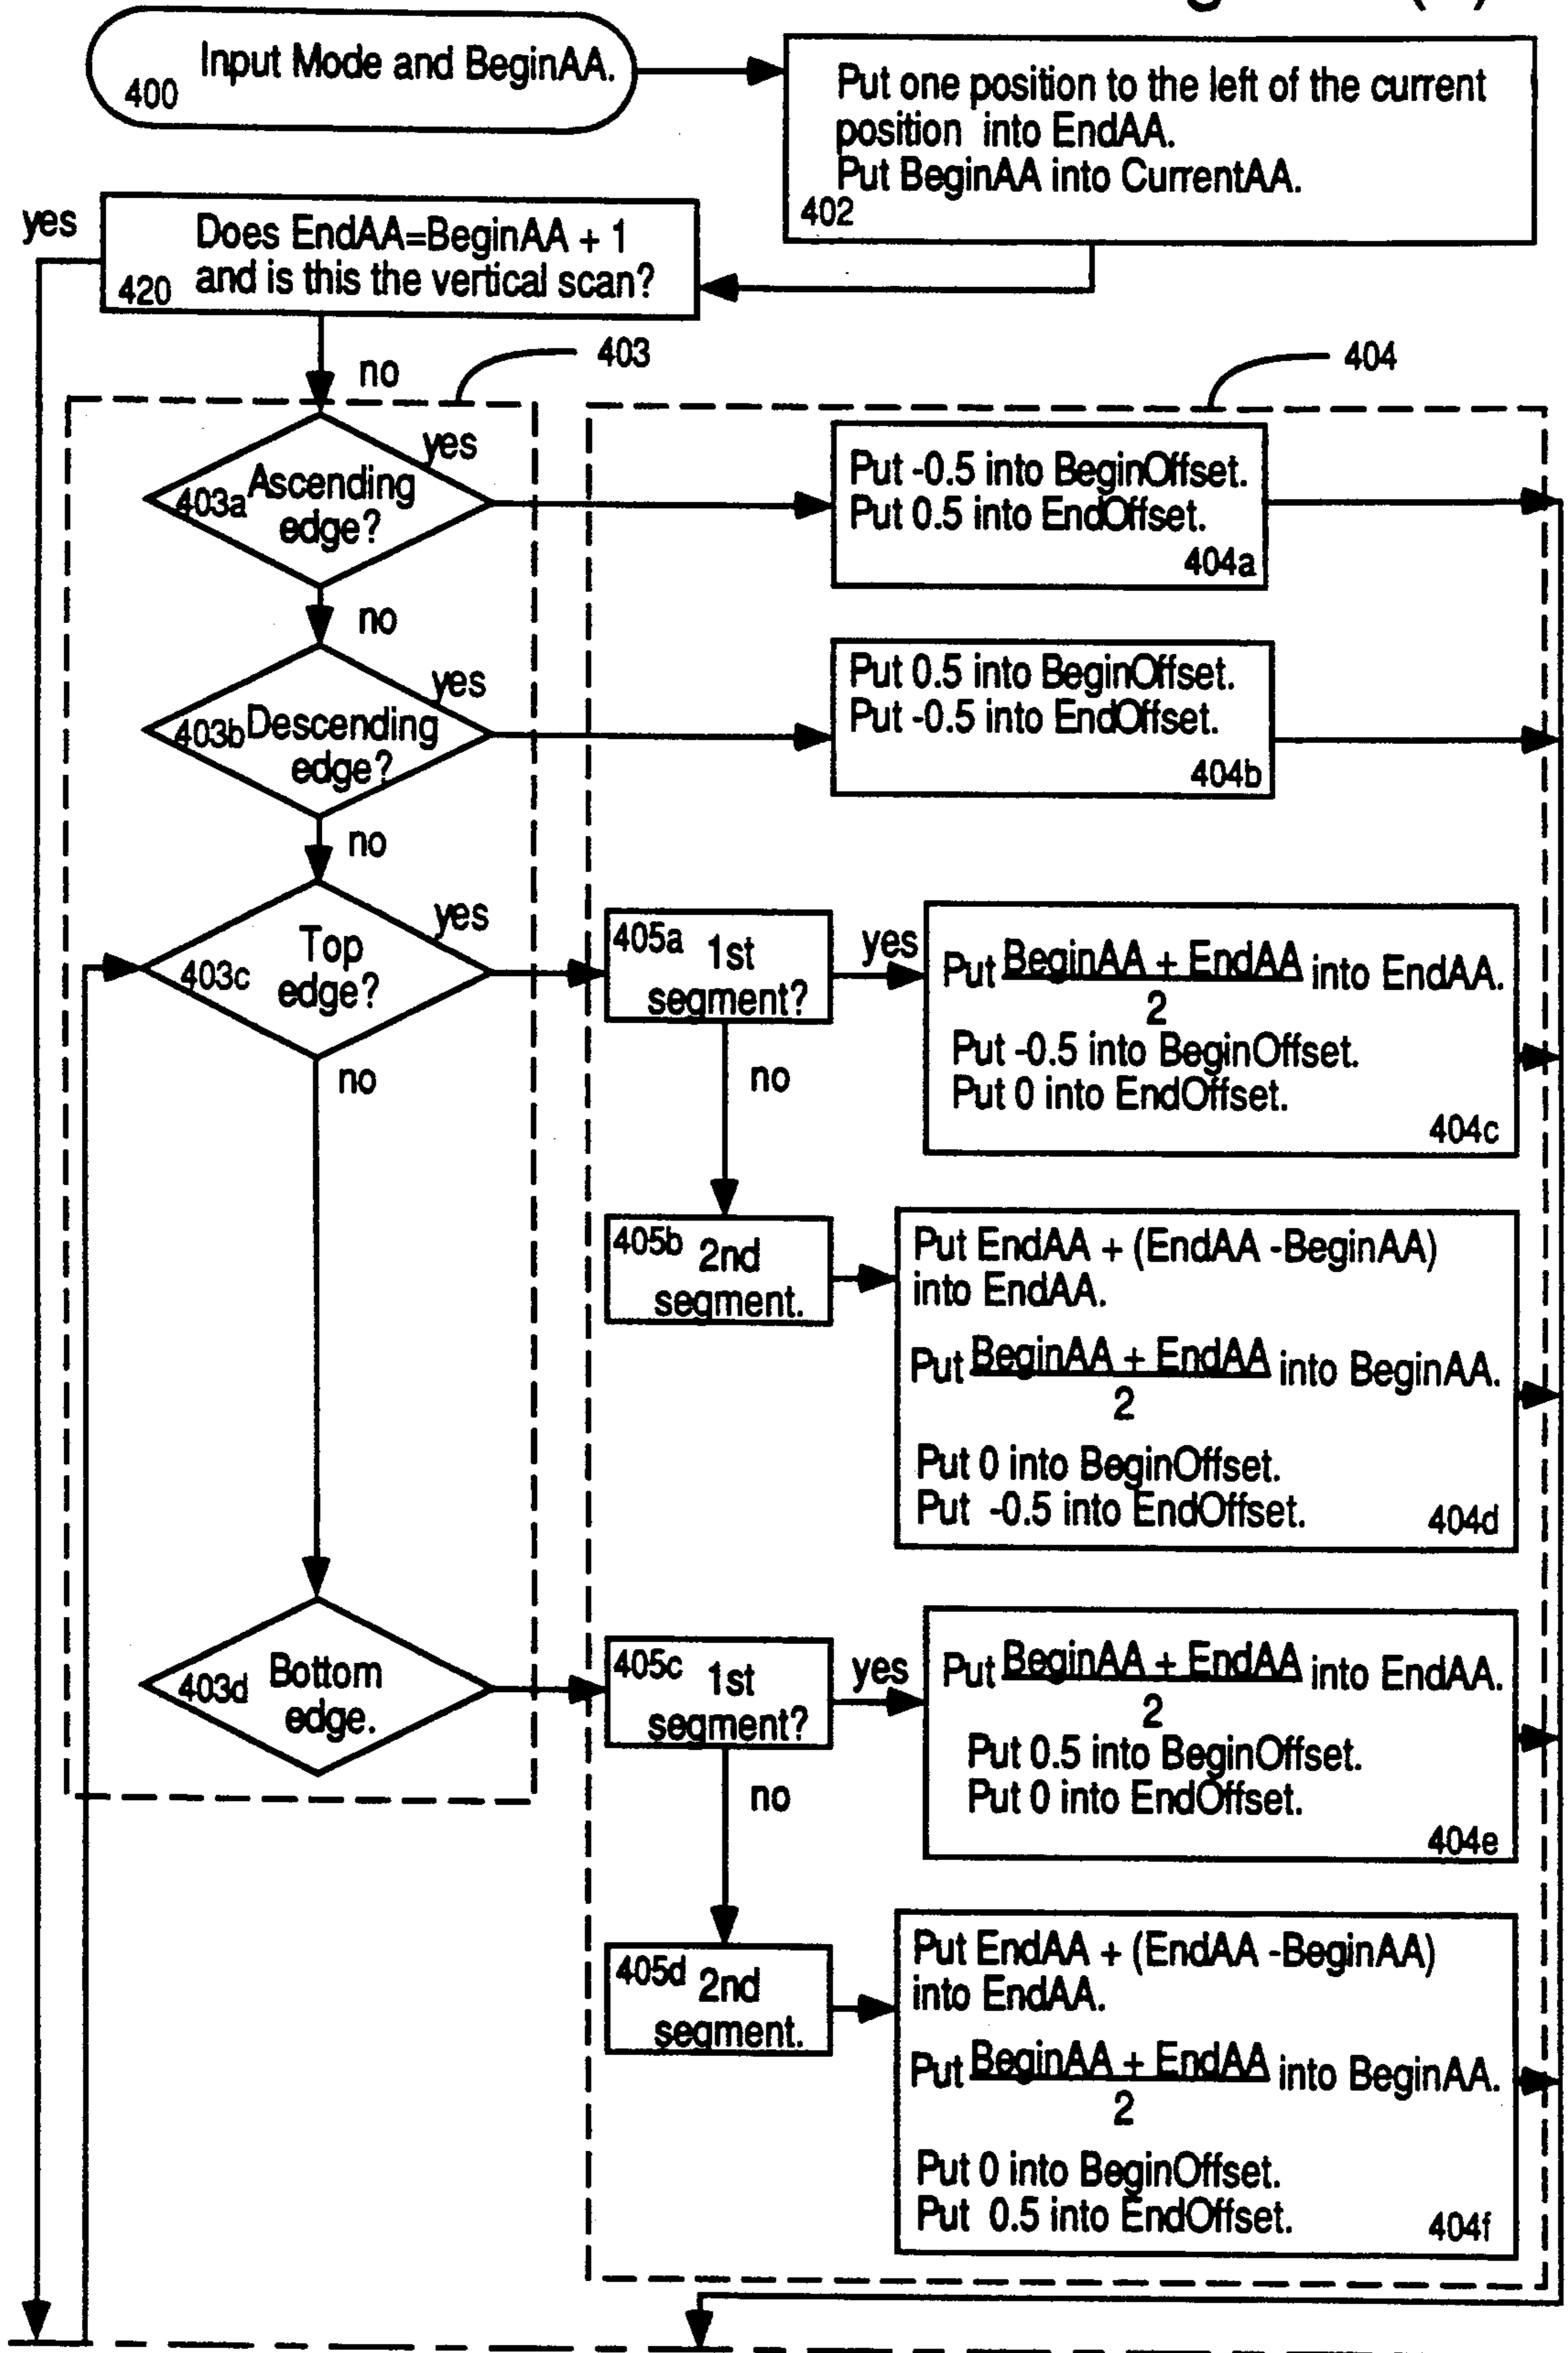 Input Mode and BeginAA.
400
Put one position to the left of the current
position into EndAA.
Put BeginAA into CurrentAA.
402
yes
Does EndAA=BeginAA + 1
and is this the vertical scan?
420
no
403
404
yes
Ascending
403a
edge?
Put -0.5 into BeginOffset.
Put 0.5 into EndOffset.
404a
no
yes
403b Descending
edge?
Put 0.5 into BeginOffset.
Put -0.5 into EndOffset.
404b
no
yes
Top
403c
edge?
405a 1st
segment?
yes
Put BeginAA + EndAA into EndAA.
2
Put -0.5 into BeginOffset.
Put 0 into EndOffset.
404c
no
no
405b 2nd
segment.
Put EndAA + (EndAA -BeginAA)
into EndAA.
Put BeginAA + EndAA into BeginAA.
2
Put 0 into BeginOffset.
Put -0.5 into EndOffset.
404d
403d Bottom
edge.
405c 1st
segment?
yes
Put BeginAA + EndAA into EndAA.
2
Put 0.5 into BeginOffset.
Put 0 into EndOffset.
404e
no
405d 2nd
segment.
Put EndAA + (EndAA -BeginAA)
into EndAA.
Put BeginAA + EndAA into BeginAA.
2
Put 0 into BeginOffset.
Put 0.5 into EndOffset.
404f